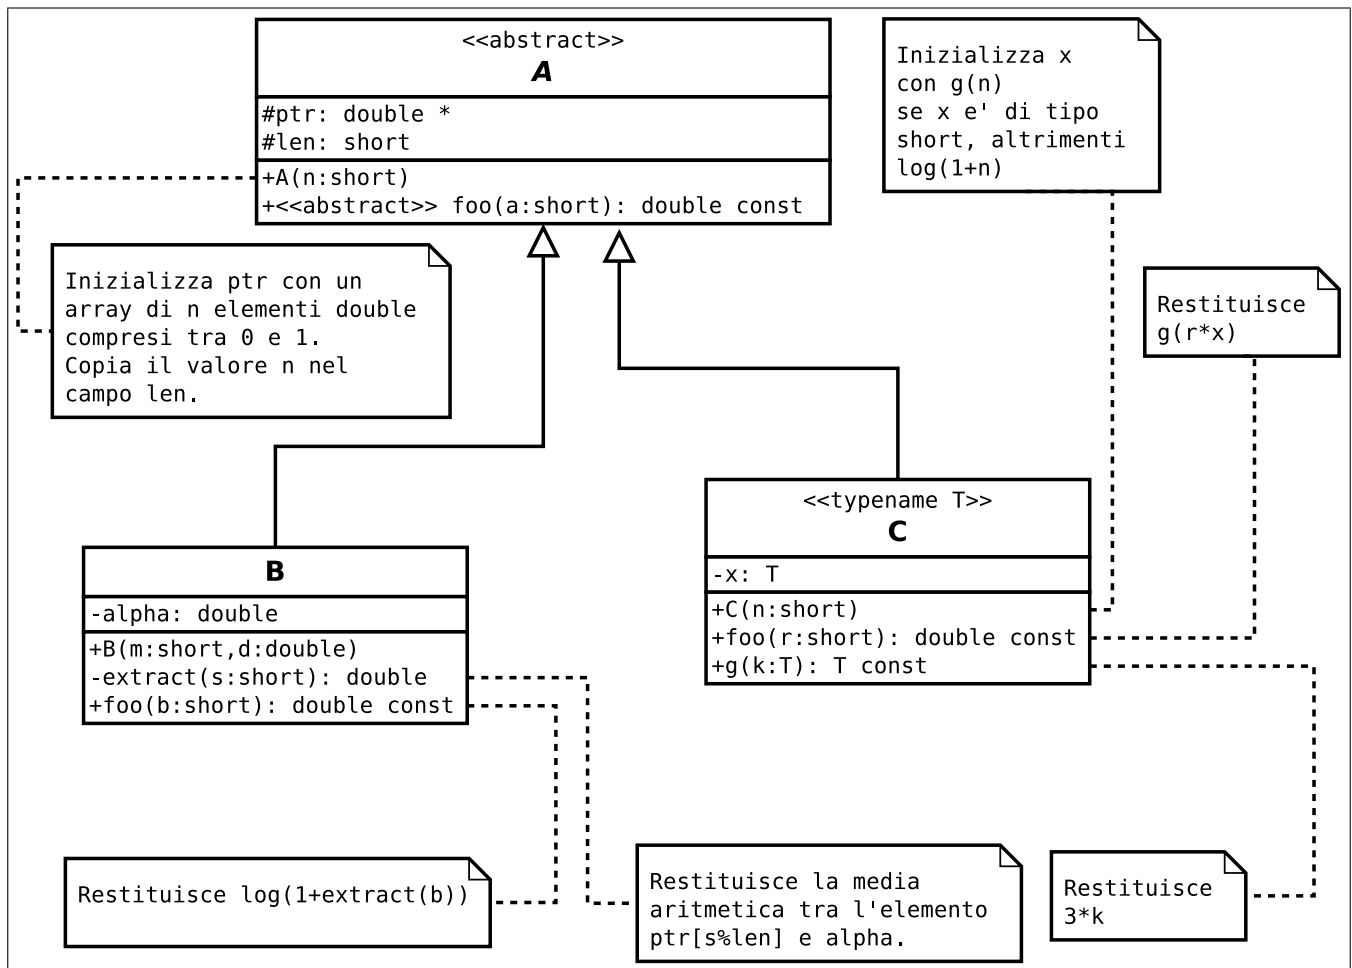 <<abstract>>
A
#ptr: double *
#len: short
+A(n:short)
+<<abstract>> foo(a:short): double const
Inizializza x
con g(n)
se x e' di tipo
short, altrimenti
log(1+n)
Inizializza ptr con un
array di n elementi double
compresi tra 0 e 1.
Copia il valore n nel
campo len.
Restituisce
g(r*x)
B
-alpha: double
+B(m:short,d:double)
-extract(s:short): double
+foo(b:short): double const
<<typename T>>
C
-x: T
+C(n:short)
+foo(r:short): double const
+g(k:T): T const
Restituisce log(1+extract(b))
Restituisce la media
aritmetica tra l'elemento
ptr[s%len] e alpha.
Restituisce
3*k